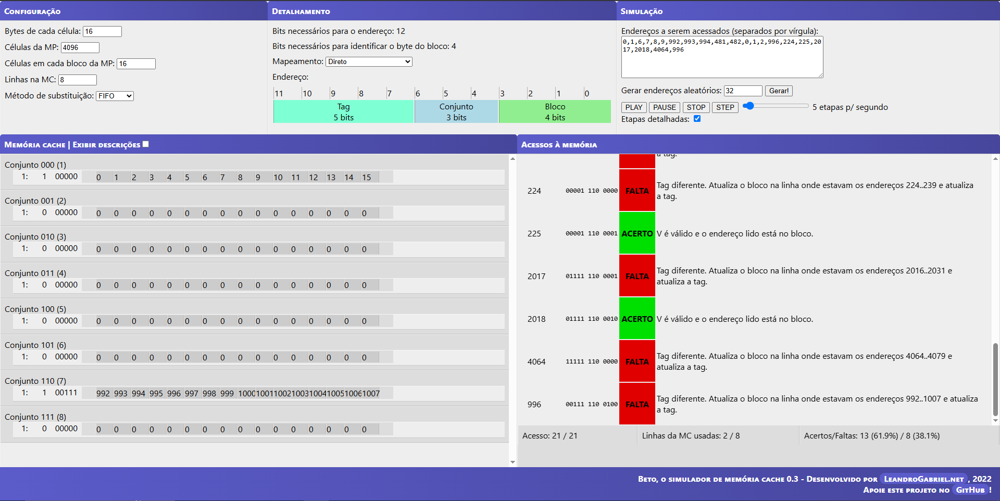 Configuração
Bytes de cada célula: 16
Células da MP: 4096
Células em cada bloco da MP: 16
Linhas na MC: 8
Método de substituição: FIFO
Detalhamento
Bits necessários para o endereço: 12
Bits necessários para identificar o byte do bloco: 4
Mapeamento: Direto
Endereço:
11 10 9 8 7 6 5 4 3 2 1 0
Tag Conjunto Bloco
5 bits 3 bits 4 bits
Simulação
Endereços a serem acessados (separados por vírgula):
0,1,6,7,8,9,992,993,994,481,482,0,1,2,996,224,225,20
17,2018,4064,996
Gerar endereços aleatórios: 32 Gerar!
PLAY PAUSE STOP STEP 5 etapas p/ segundo
Etapas detalhadas:
Memória cache | Exibir descrições
Conjunto 000 (1)
1: 1 00000 0 1 2 3 4 5 6 7 8 9 10 11 12 13 14 15
Conjunto 001 (2)
1: 0 00000 0 0 0 0 0 0 0 0 0 0 0 0 0 0 0 0
Conjunto 010 (3)
1: 0 00000 0 0 0 0 0 0 0 0 0 0 0 0 0 0 0 0
Conjunto 011 (4)
1: 0 00000 0 0 0 0 0 0 0 0 0 0 0 0 0 0 0 0
Conjunto 100 (5)
1: 0 00000 0 0 0 0 0 0 0 0 0 0 0 0 0 0 0 0
Conjunto 101 (6)
1: 0 00000 0 0 0 0 0 0 0 0 0 0 0 0 0 0 0 0
Conjunto 110 (7)
1: 1 00111 992 993 994 995 996 997 998 999 1000 1001 1002 1003 1004 1005 1006 1007
Conjunto 111 (8)
1: 0 00000 0 0 0 0 0 0 0 0 0 0 0 0 0 0 0 0
Acessos à memória
a tag.
224 00001 110 0000 FALTA Tag diferente. Atualiza o bloco na linha onde estavam os endereços 224..239 e atualiza
a tag.
225 00001 110 0001 ACERTO V é válido e o endereço lido está no bloco.
2017 01111 110 0001 FALTA Tag diferente. Atualiza o bloco na linha onde estavam os endereços 2016..2031 e
atualiza a tag.
2018 01111 110 0010 ACERTO V é válido e o endereço lido está no bloco.
4064 11111 110 0000 FALTA Tag diferente. Atualiza o bloco na linha onde estavam os endereços 4064..4079 e
atualiza a tag.
996 00111 110 0100 FALTA Tag diferente. Atualiza o bloco na linha onde estavam os endereços 992..1007 e atualiza
a tag.
Acesso: 21 / 21 Linhas da MC usadas: 2 / 8 Acertos/Faltas: 13 (61.9%) / 8 (38.1%)
Beto, o simulador de memória cache 0.3 - Desenvolvido por LeandroGabriel.net , 2022
Apoie este projeto no GitHub !